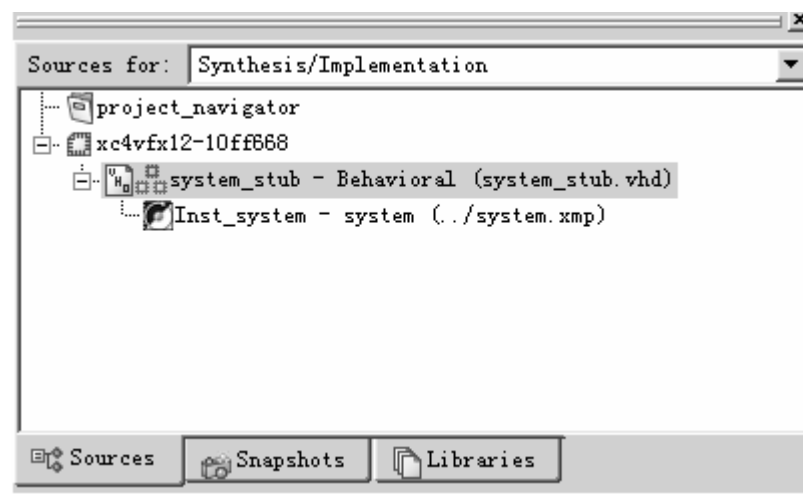 Sources for: Synthesis/Implementation
project_navigator
xc4vfx12-10ff668
system_stub - Behavioral (system_stub.vhd)
Inst_system - system (../system.xmp)
Sources Snapshots Libraries